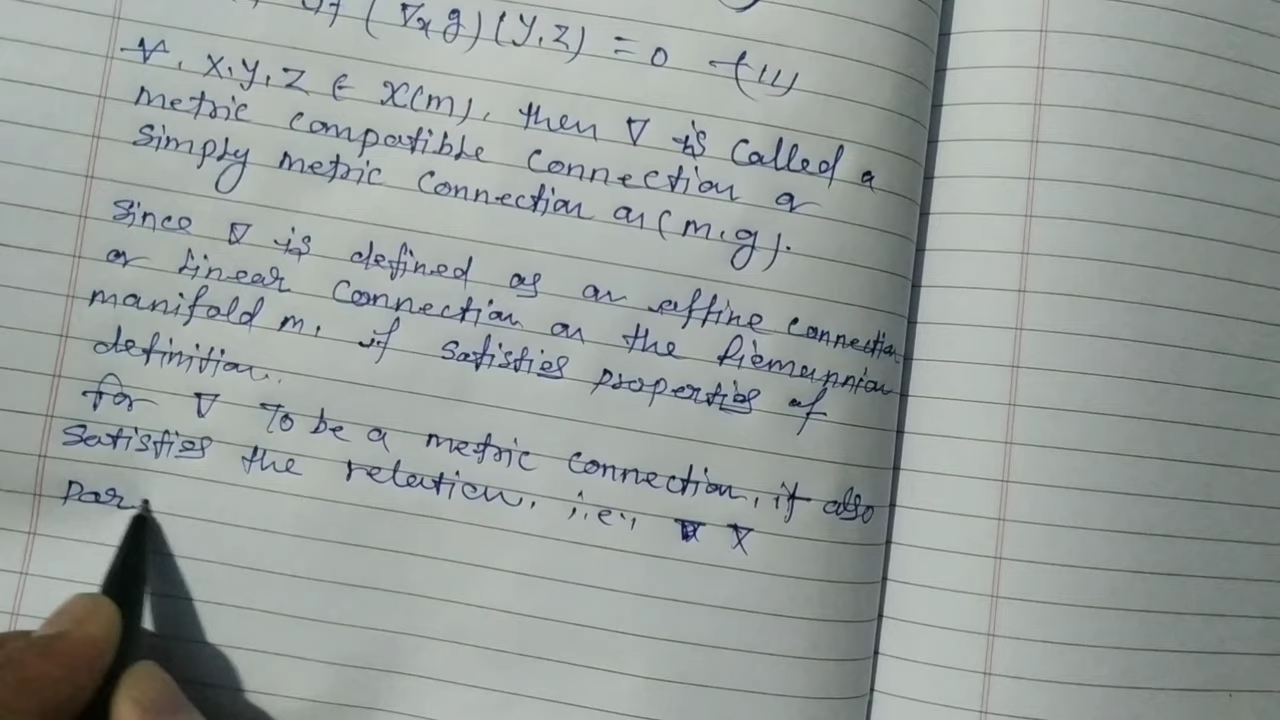 if (∇x g)(Y,Z) = 0 -(11)
∀, X,Y,Z ∈ X(M), then ∇ is called a
metric compatible connection or
simply metric connection on (M,g).
Since ∇ is defined as an affine connection
or linear connection on the Riemannian
manifold M, it satisfies properties of
definition.
for ∇ To be a metric connection, it also
satisfies the relation, i.e., ∇
Par